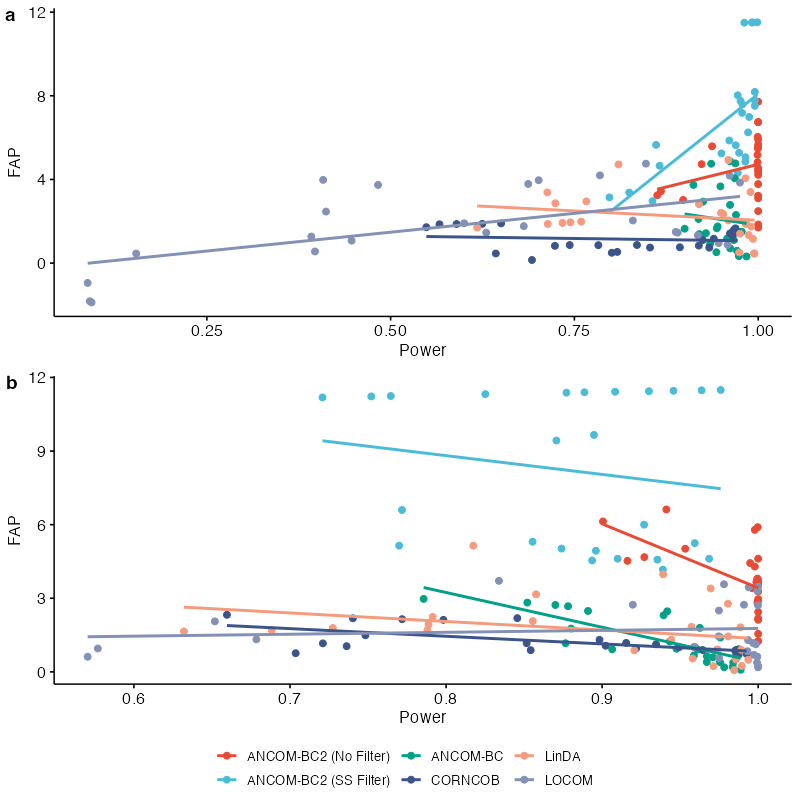 a
12
8
4
0
FAP
0.25 0.50 0.75 1.00
Power
b
12
9
6
3
0
FAP
0.6 0.7 0.8 0.9 1.0
Power
ANCOM-BC2 (No Filter) ANCOM-BC LinDA
ANCOM-BC2 (SS Filter) CORNCOB LOCOM